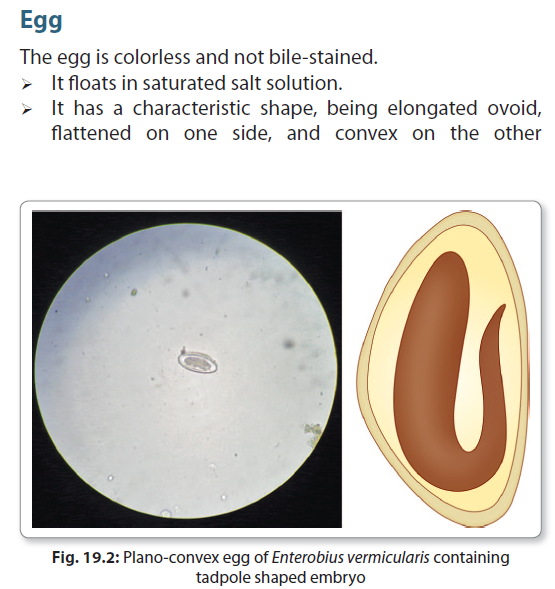 Egg
The egg is colorless and not bile-stained.
➢ It floats in saturated salt solution.
➢ It has a characteristic shape, being elongated ovoid,
flattened on one side, and convex on the other
Fig. 19.2: Plano-convex egg of Enterobius vermicularis containing
tadpole shaped embryo